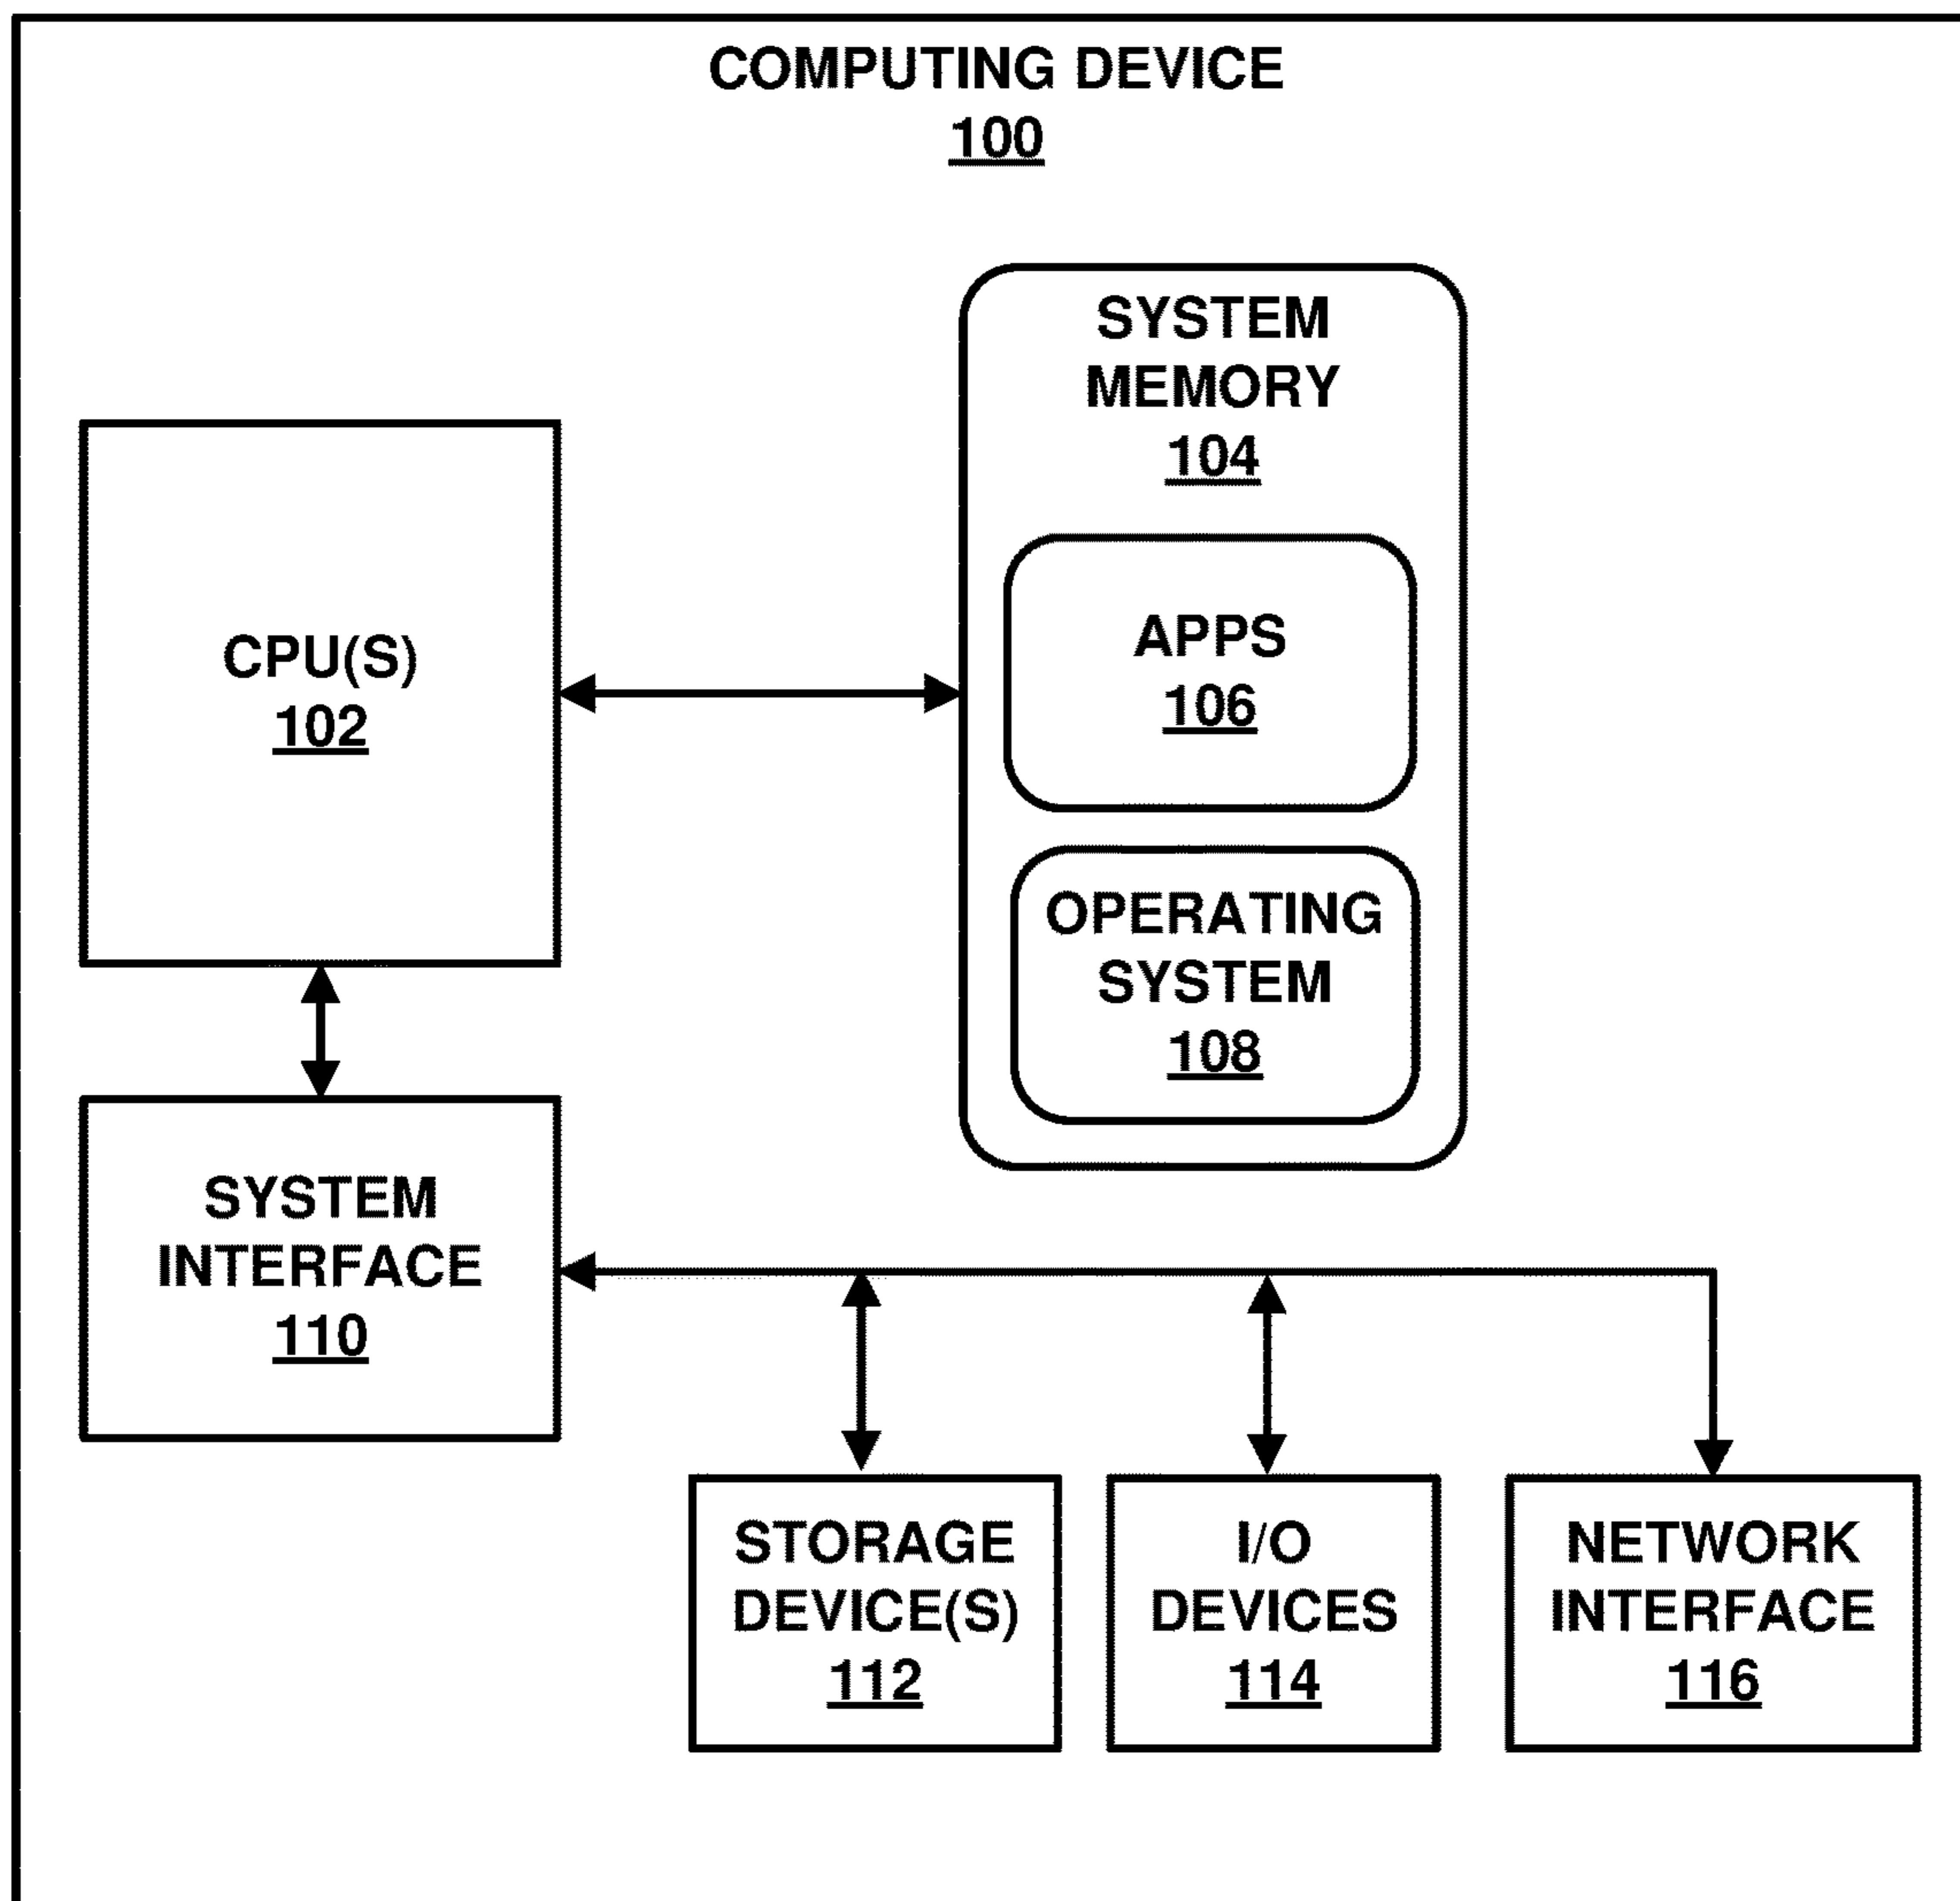 COMPUTING DEVICE
100
SYSTEM
MEMORY
104
CPU(S)
102
APPS
106
OPERATING
SYSTEM
108
SYSTEM
INTERFACE
110
STORAGE
DEVICE(S)
112
I/O
DEVICES
114
NETWORK
INTERFACE
116